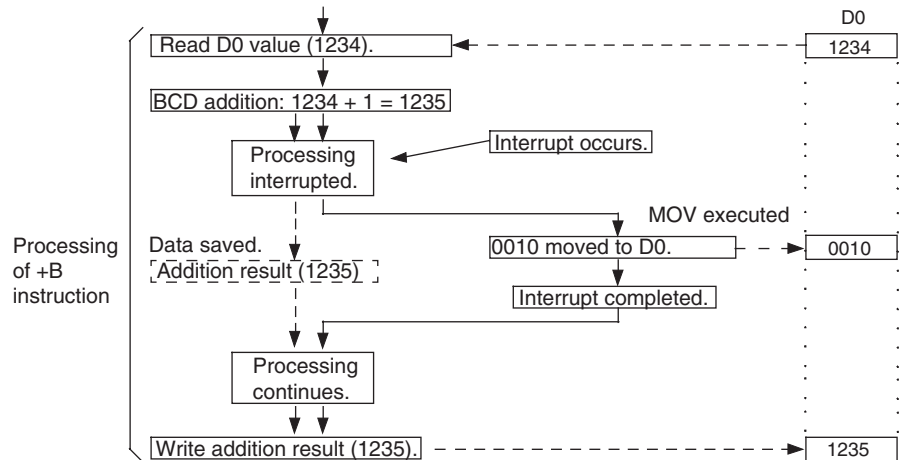 D0
Read D0 value (1234).
1234
BCD addition: 1234 + 1 = 1235
Interrupt occurs.
Processing
interrupted.
MOV executed
Processing
of +B
instruction
Data saved.
0010 moved to D0.
0010
Addition result (1235)
Interrupt completed.
Processing
continues.
Write addition result (1235).
1235